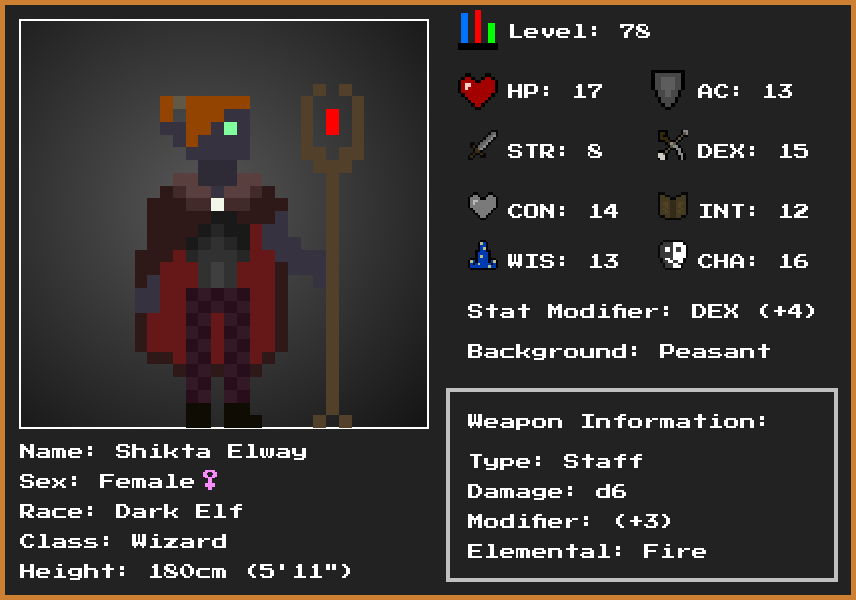 Level: 78
HP: 17 AC: 13
STR: 8 DEX: 15
CON: 14 INT: 12
WIS: 13 CHA: 16
Stat Modifier: DEX (+4)
Background: Peasant
Weapon Information:
Type: Staff
Damage: d6
Modifier: (+3)
Elemental: Fire
Name: Shikta Elway
Sex: Female♀
Race: Dark Elf
Class: Wizard
Height: 180cm (5'11")